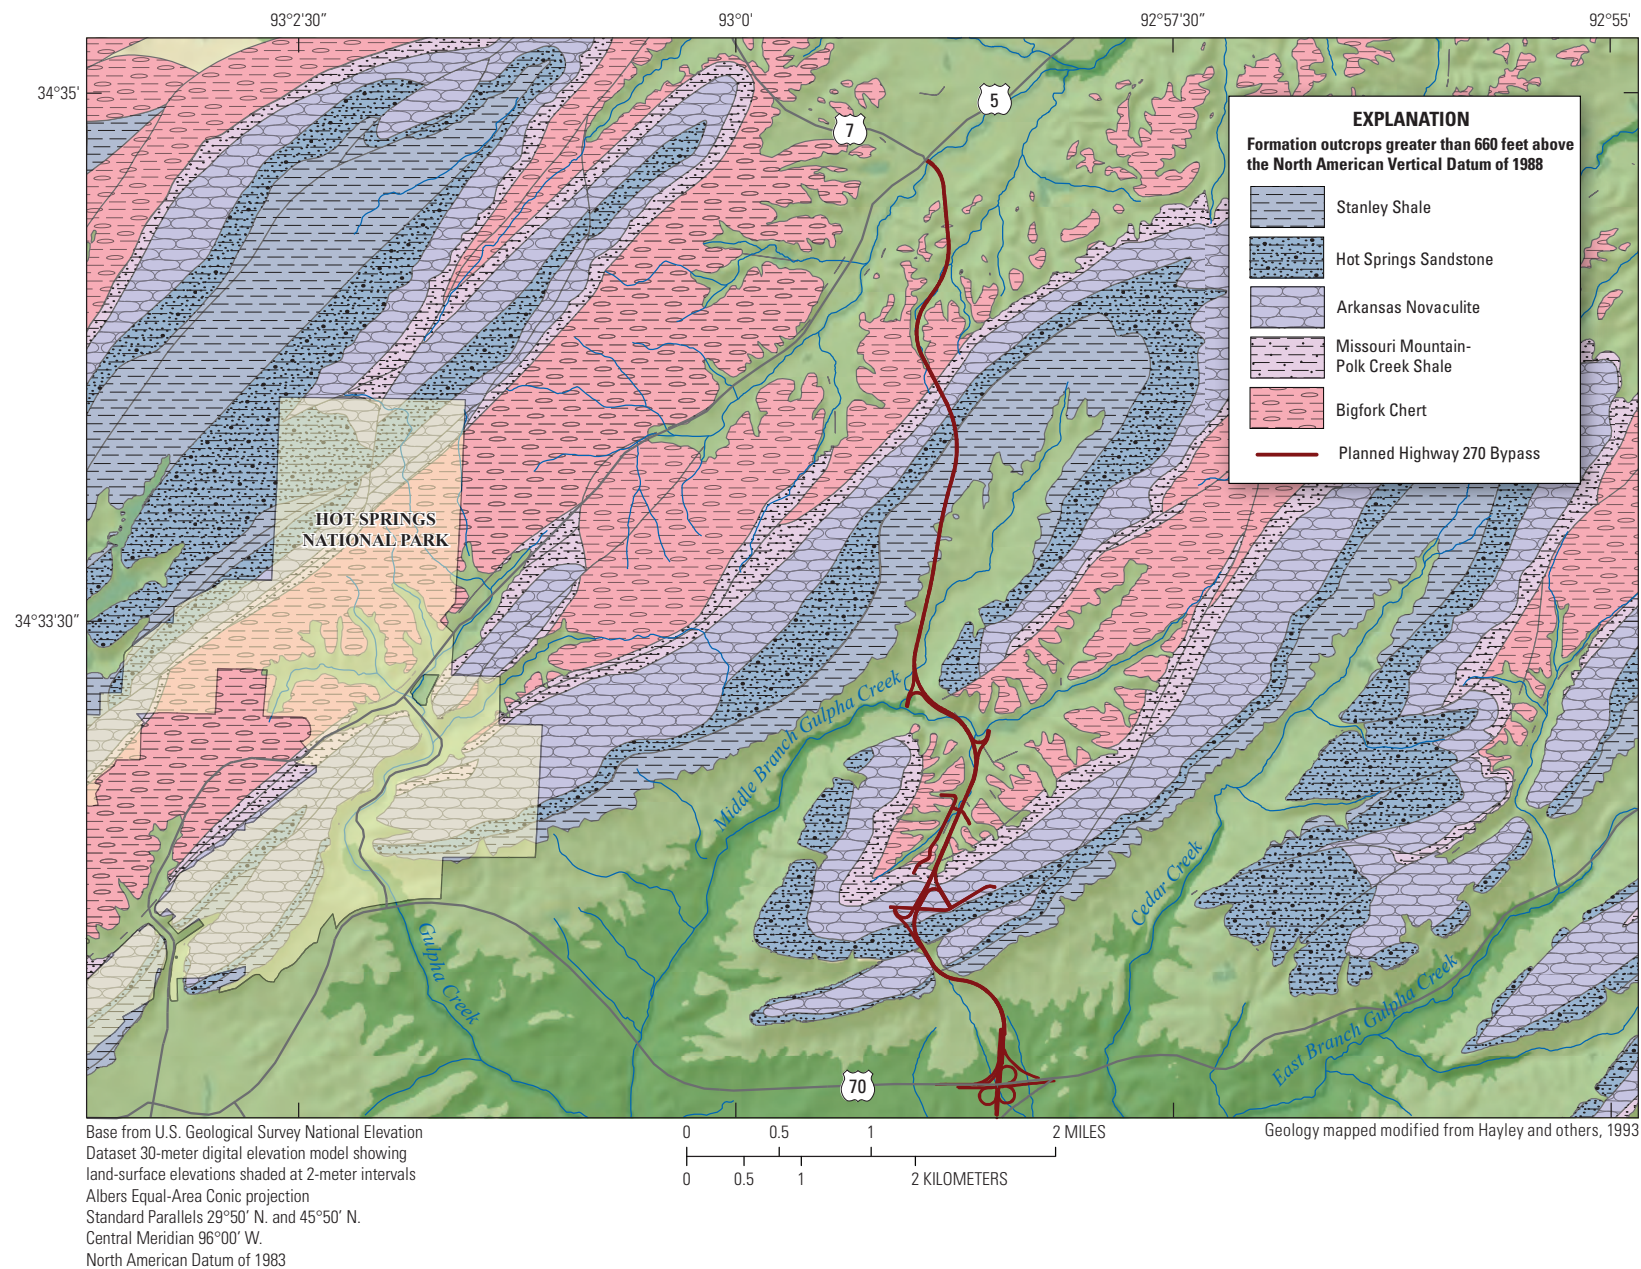 93°2'30"
93°0'
92°57'30"
92°55'
34°35'
5
7
EXPLANATION
Formation outcrops greater than 660 feet above
the North American Vertical Datum of 1988
Stanley Shale
Hot Springs Sandstone
Arkansas Novaculite
Missouri Mountain-
Polk Creek Shale
Bigfork Chert
Planned Highway 270 Bypass
HOT SPRINGS
NATIONAL PARK
34°33'30"
Middle Branch Gulpha Creek
Cedar Creek
Gulpha Creek
East Branch Gulpha Creek
70
Base from U.S. Geological Survey National Elevation
Dataset 30-meter digital elevation model showing
land-surface elevations shaded at 2-meter intervals
Albers Equal-Area Conic projection
Standard Parallels 29°50' N. and 45°50' N.
Central Meridian 96°00' W.
North American Datum of 1983
0 0.5 1 2 MILES
0 0.5 1 2 KILOMETERS
Geology mapped modified from Hayley and others, 1993